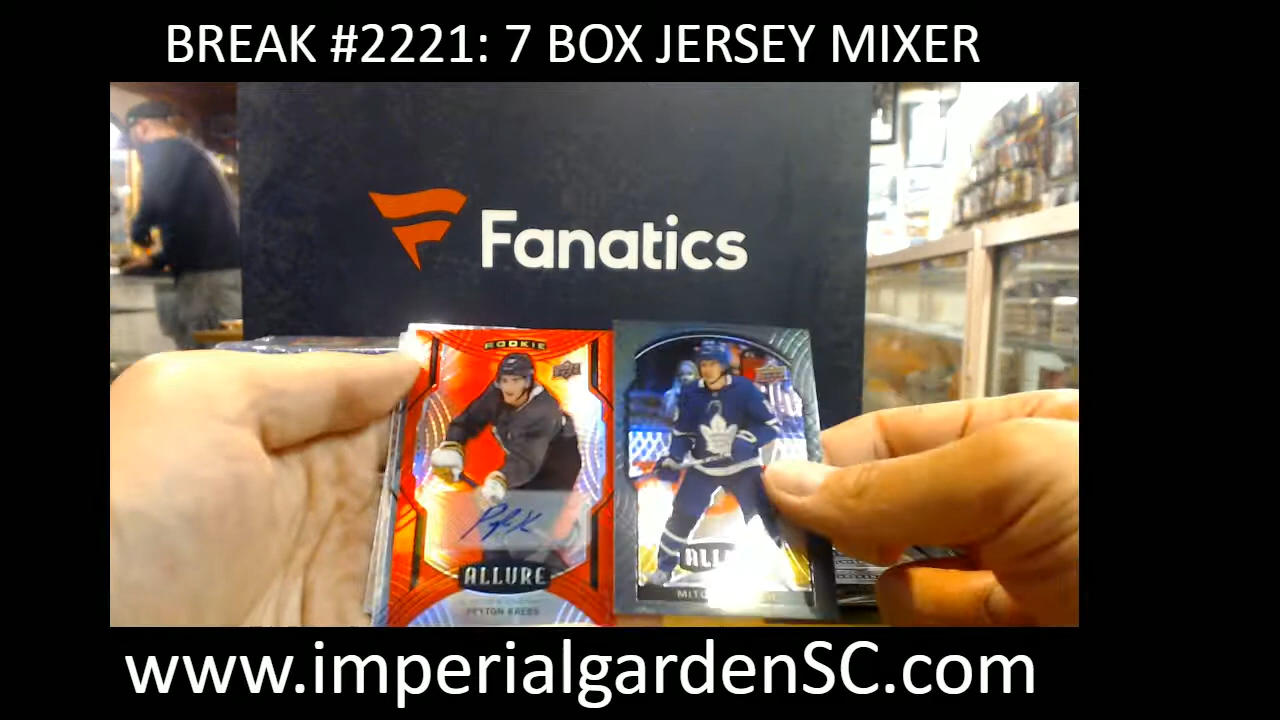 BREAK #2221: 7 BOX JERSEY MIXER
Fanatics
ROOKIE
ALLURE
PEYTON KREBS
www.imperialgardenSC.com